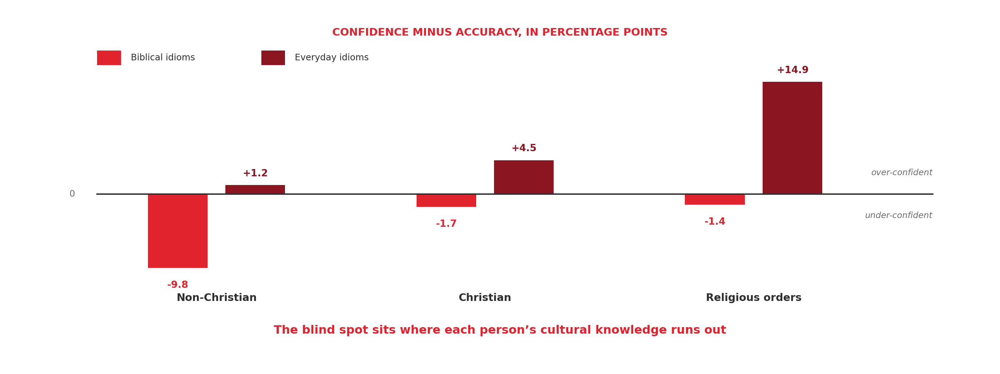 CONFIDENCE MINUS ACCURACY, IN PERCENTAGE POINTS
Biblical idioms
Everyday idioms
+14.9
+4.5
+1.2
over-confident
0
under-confident
-1.7
-1.4
-9.8
Non-Christian
Christian
Religious orders
The blind spot sits where each person’s cultural knowledge runs out